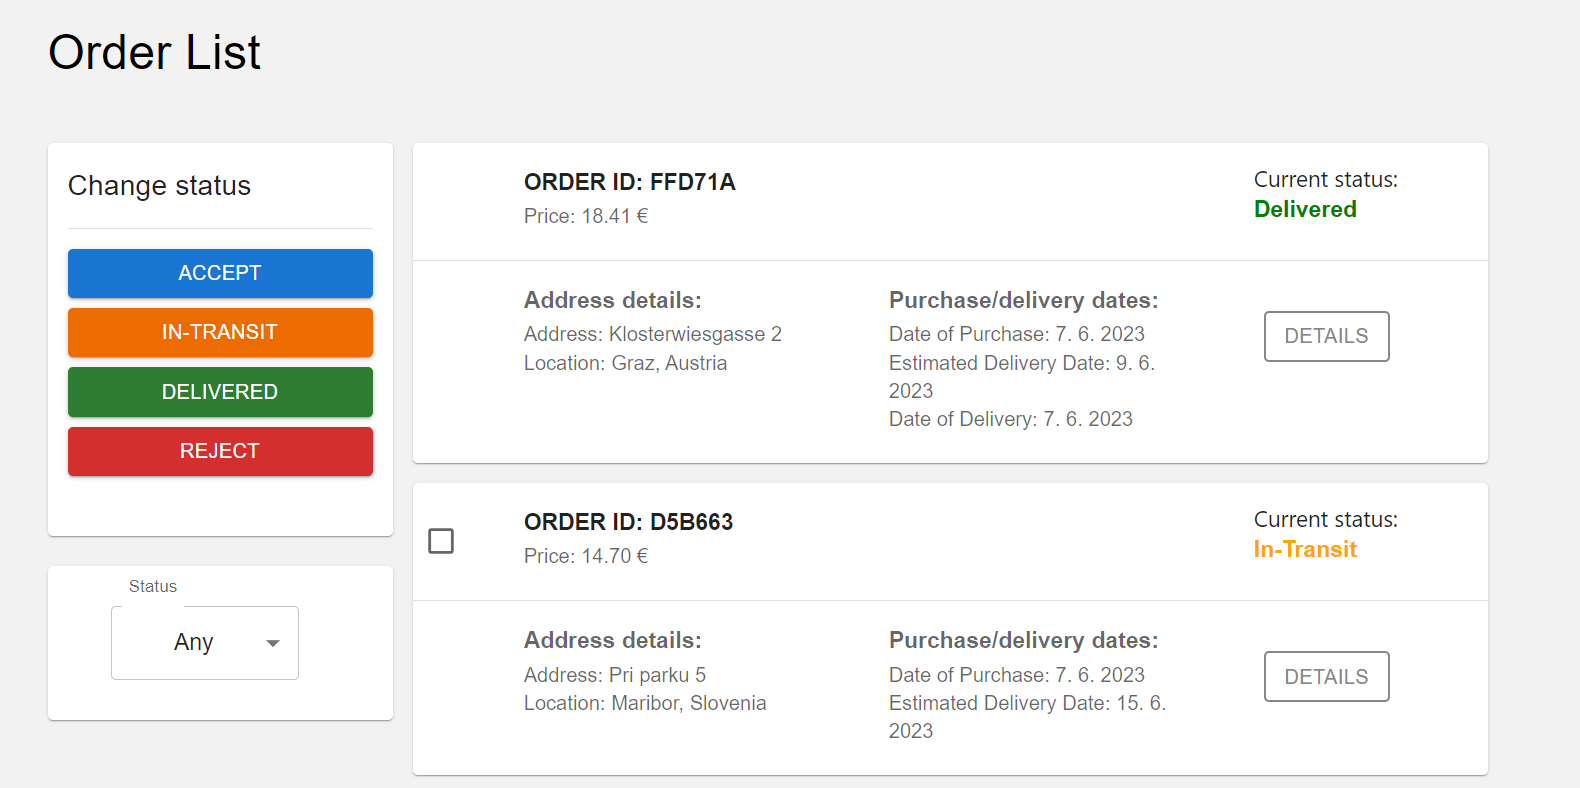 Order List
Change status
ACCEPT
IN-TRANSIT
DELIVERED
REJECT
Status
Any
ORDER ID: FFD71A
Price: 18.41 €
Current status:
Delivered
Address details:
Address: Klosterwiesgasse 2
Location: Graz, Austria
Purchase/delivery dates:
Date of Purchase: 7. 6. 2023
Estimated Delivery Date: 9. 6.
2023
Date of Delivery: 7. 6. 2023
DETAILS
ORDER ID: D5B663
Price: 14.70 €
Current status:
In-Transit
Address details:
Address: Pri parku 5
Location: Maribor, Slovenia
Purchase/delivery dates:
Date of Purchase: 7. 6. 2023
Estimated Delivery Date: 15. 6.
2023
DETAILS